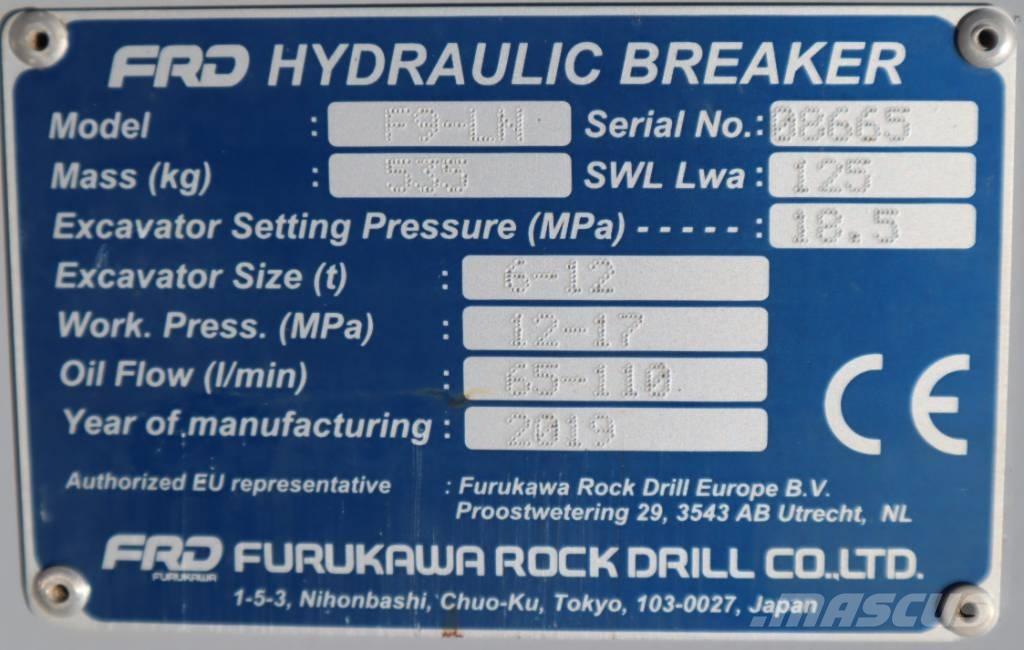 FRD HYDRAULIC BREAKER
Model : F9-LN Serial No.: 08665
Mass (kg) : 535 SWL Lwa : 125
Excavator Setting Pressure (MPa) - - - - - : 18.5
Excavator Size (t) : 6-12
Work. Press. (MPa) : 12-17
Oil Flow (l/min) : 65-110
Year of manufacturing : 2019
CE
Authorized EU representative : Furukawa Rock Drill Europe B.V.
Proostwetering 29, 3543 AB Utrecht, NL
FRD FURUKAWA FURUKAWA ROCK DRILL CO.,LTD.
1-5-3, Nihonbashi, Chuo-Ku, Tokyo, 103-0027, Japan
MASCUS